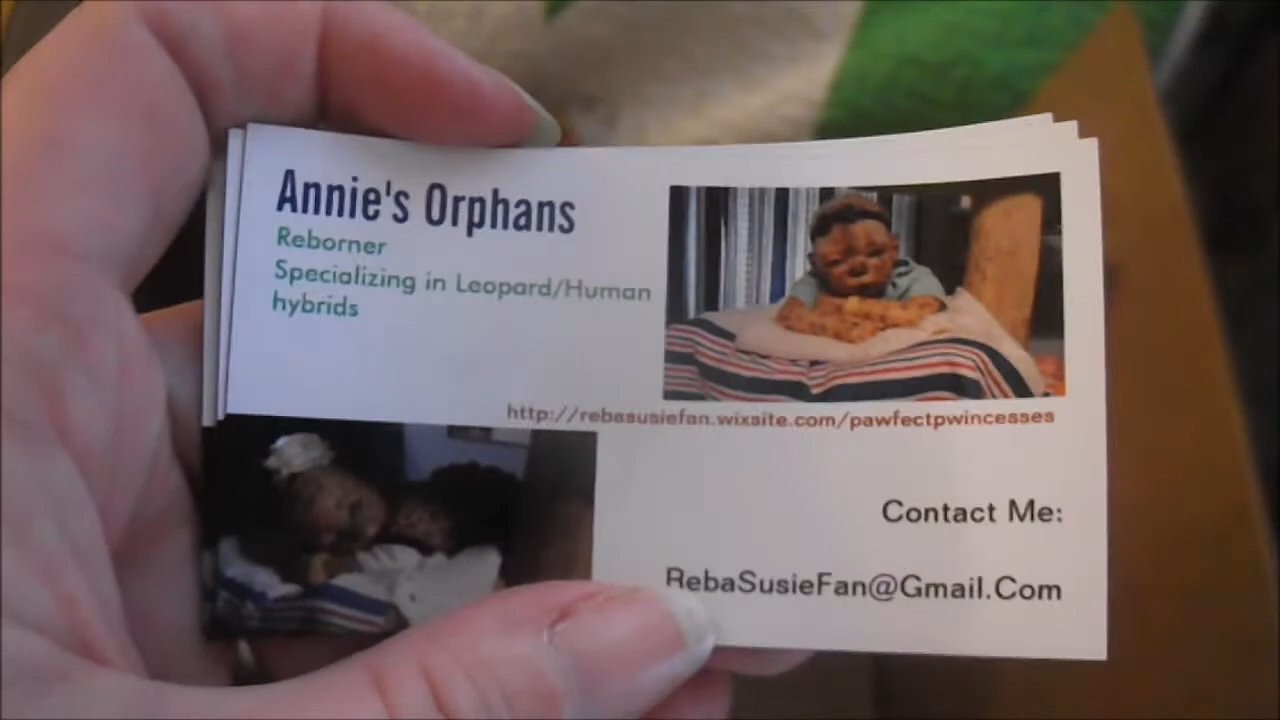 Annie's Orphans
Reborner
Specializing in Leopard/Human
hybrids
http://rebasusiefan.wixsite.com/pawfectpwincesses
Contact Me:
RebaSusieFan@Gmail.Com